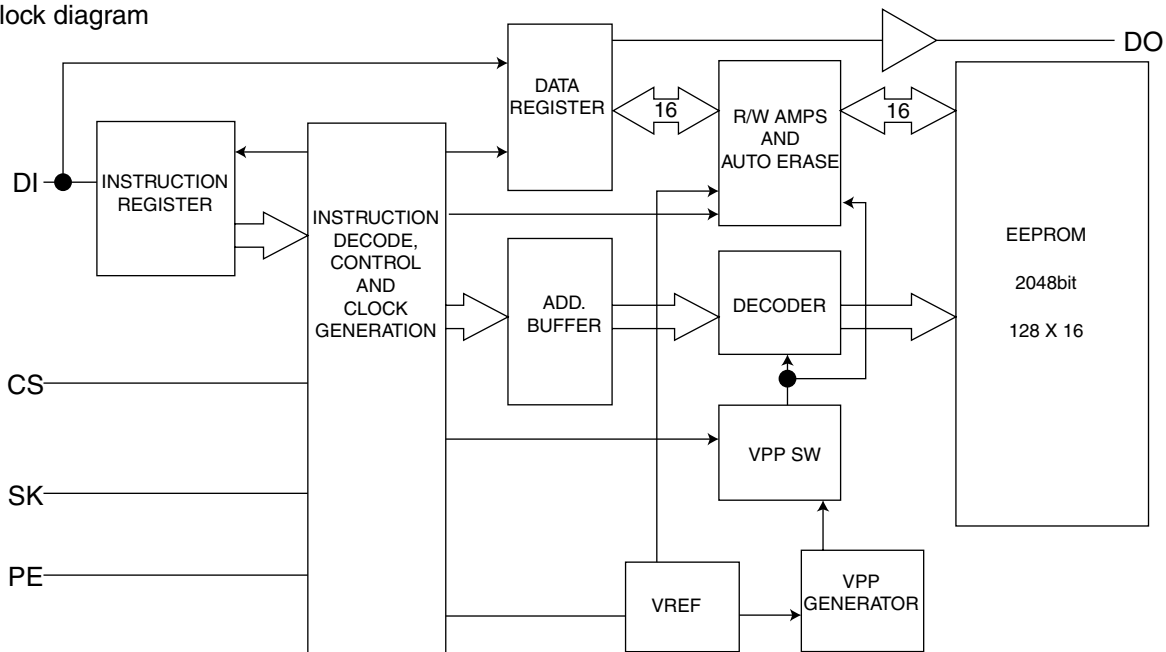 lock diagram
DO
DATA
REGISTER
16
R/W AMPS
AND
AUTO ERASE
16
DI
INSTRUCTION
REGISTER
INSTRUCTION
DECODE,
CONTROL
AND
CLOCK
GENERATION
EEPROM
2048bit
128 X 16
ADD.
BUFFER
DECODER
CS
VPP SW
SK
PE
VREF
VPP
GENERATOR